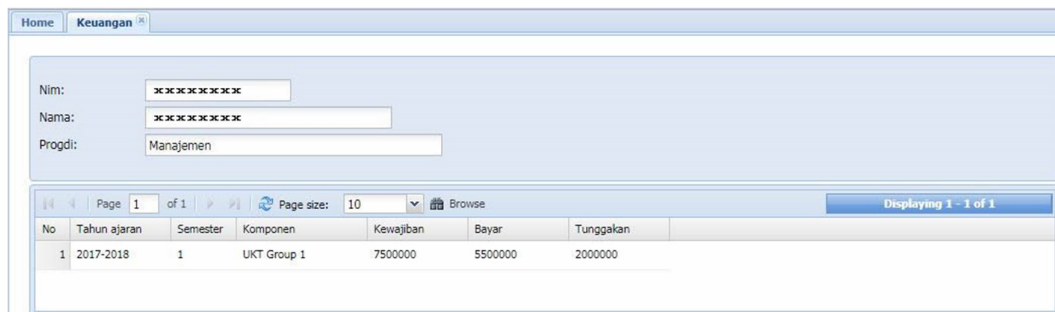 Home Keuangan
Nim: xxxxxxxx
Nama: xxxxxxxx
Progdi: Manajemen
Page 1 of 1 Page size: 10 Browse Displaying 1 - 1 of 1
No Tahun ajaran Semester Komponen Kewajiban Bayar Tunggakan
1 2017-2018 1 UKT Group 1 7500000 5500000 2000000